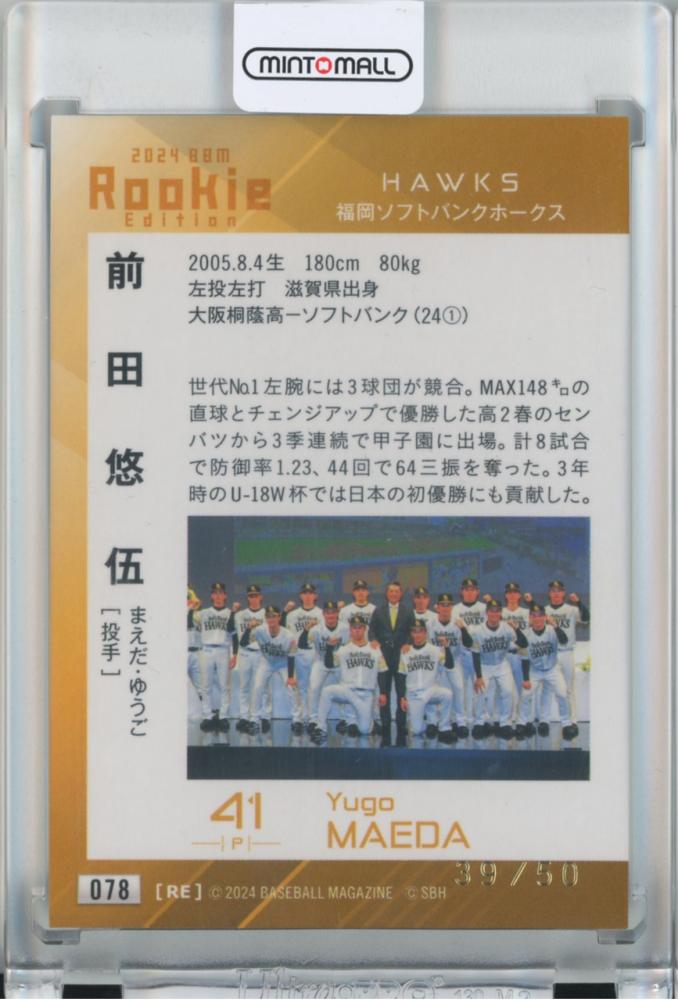 MINTOMALL
2024 BBM
Rookie
Edition
HAWKS
福岡ソフトバンクホークス
前田悠伍
まえだ・ゆうご
[投手]
2005.8.4生 180cm 80kg
左投左打 滋賀県出身
大阪桐蔭高ーソフトバンク(24①)
世代No.1左腕には3球団が競合。MAX148㌔の
直球とチェンジアップで優勝した高2春のセン
バツから3季連続で甲子園に出場。計8試合
で防御率1.23、44回で64三振を奪った。3年
時のU-18W杯では日本の初優勝にも貢献した。
41
P
Yugo
MAEDA
39/50
078 [RE] ©2024 BASEBALL MAGAZINE ©SBH